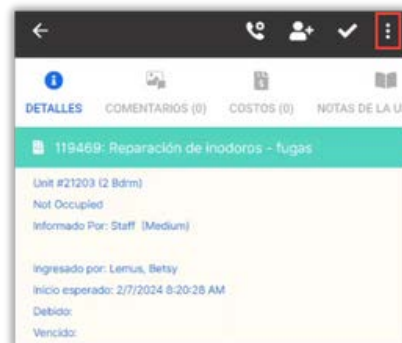 DETALLES COMENTARIOS (0) COSTOS (0) NOTAS DE LA U
119469: Reparación de inodoros - fugas
Unit #21203 (2 Bdrm)
Not Occupied
Informado Por: Staff (Medium)
Ingresado por: Lemus, Betsy
Inicio esperado: 2/7/2024 8:20:28 AM
Debido:
Vencido: